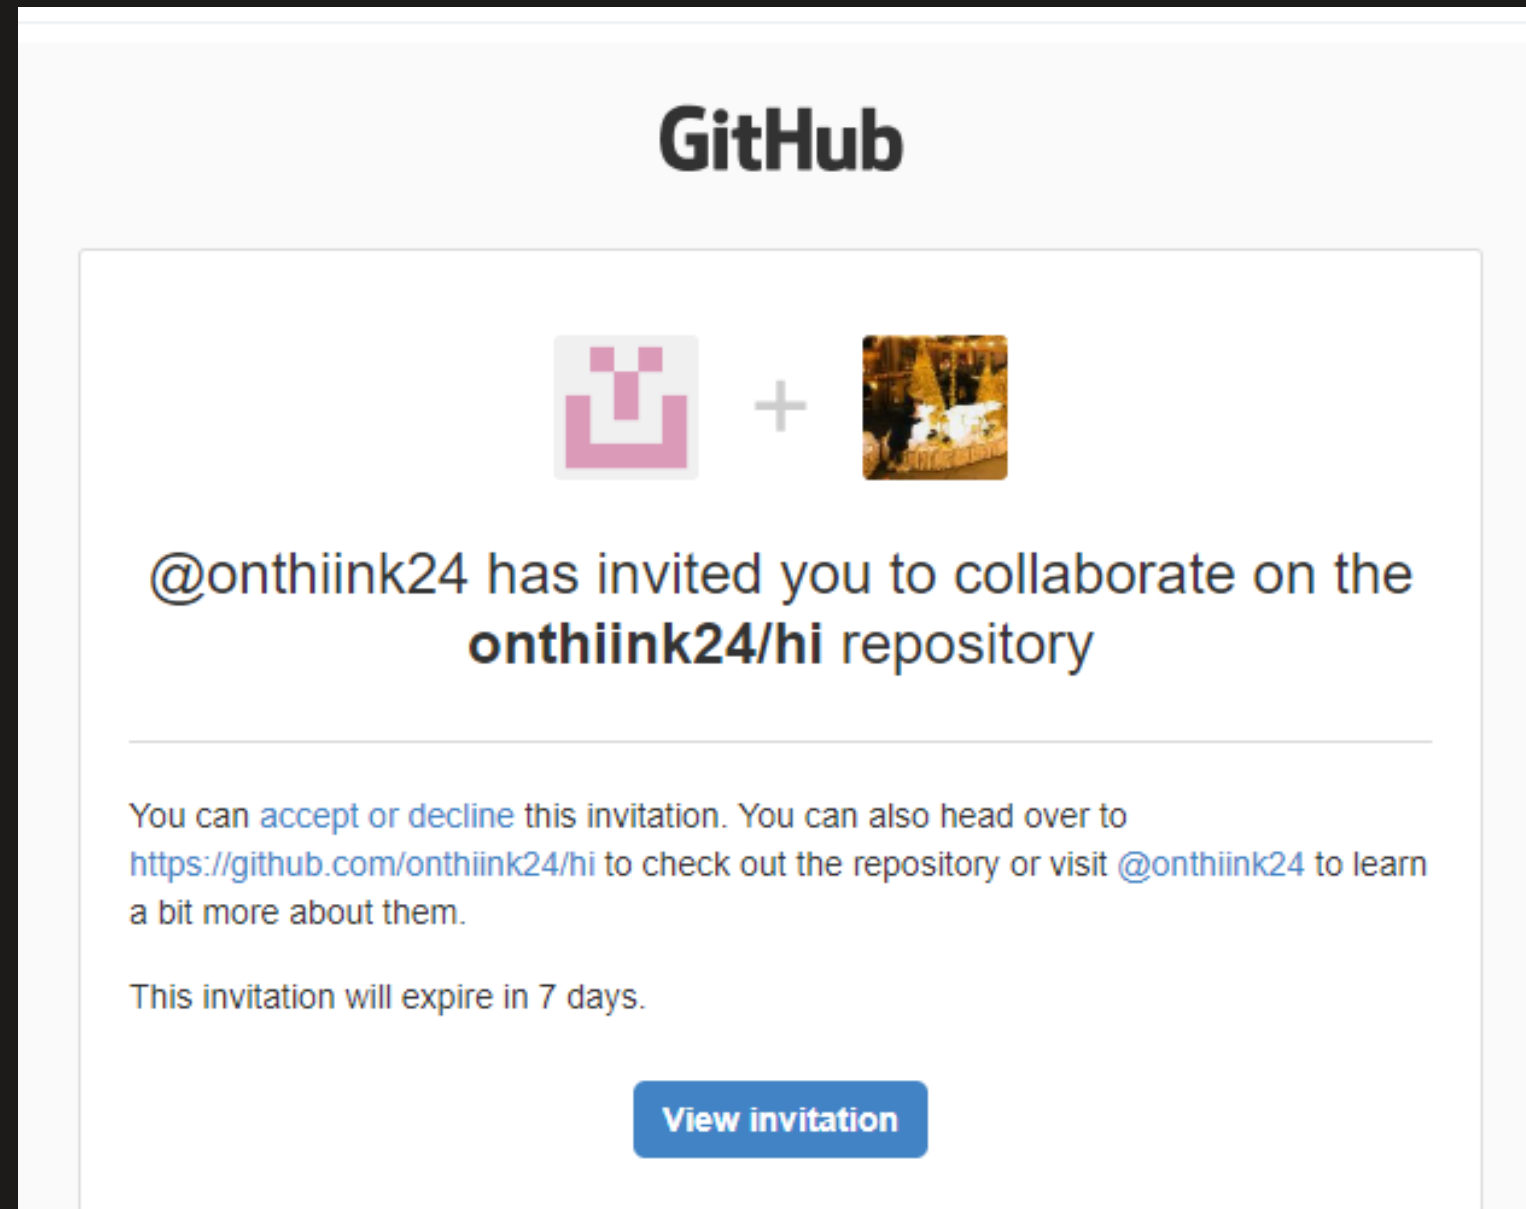 GitHub
+
@onthiink24 has invited you to collaborate on the
onthiink24/hi repository
You can accept or decline this invitation. You can also head over to
https://github.com/onthiink24/hi to check out the repository or visit @onthiink24 to learn
a bit more about them.
This invitation will expire in 7 days.
View invitation